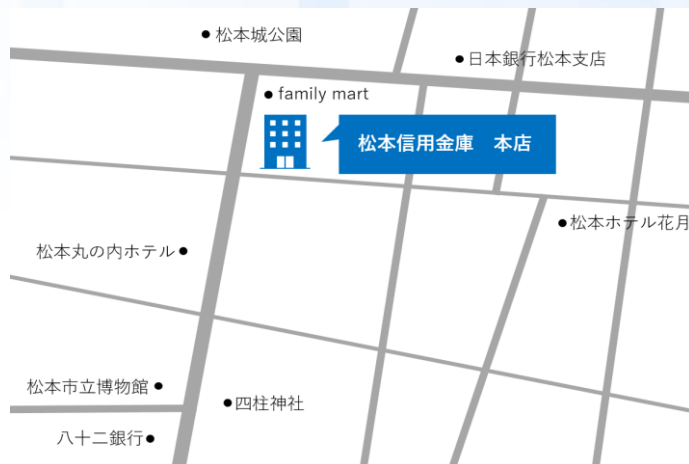 松本城公園
日本銀行松本支店
family mart
松本信用金庫　本店
松本ホテル花月
松本丸の内ホテル
松本市立博物館
四柱神社
八十二銀行